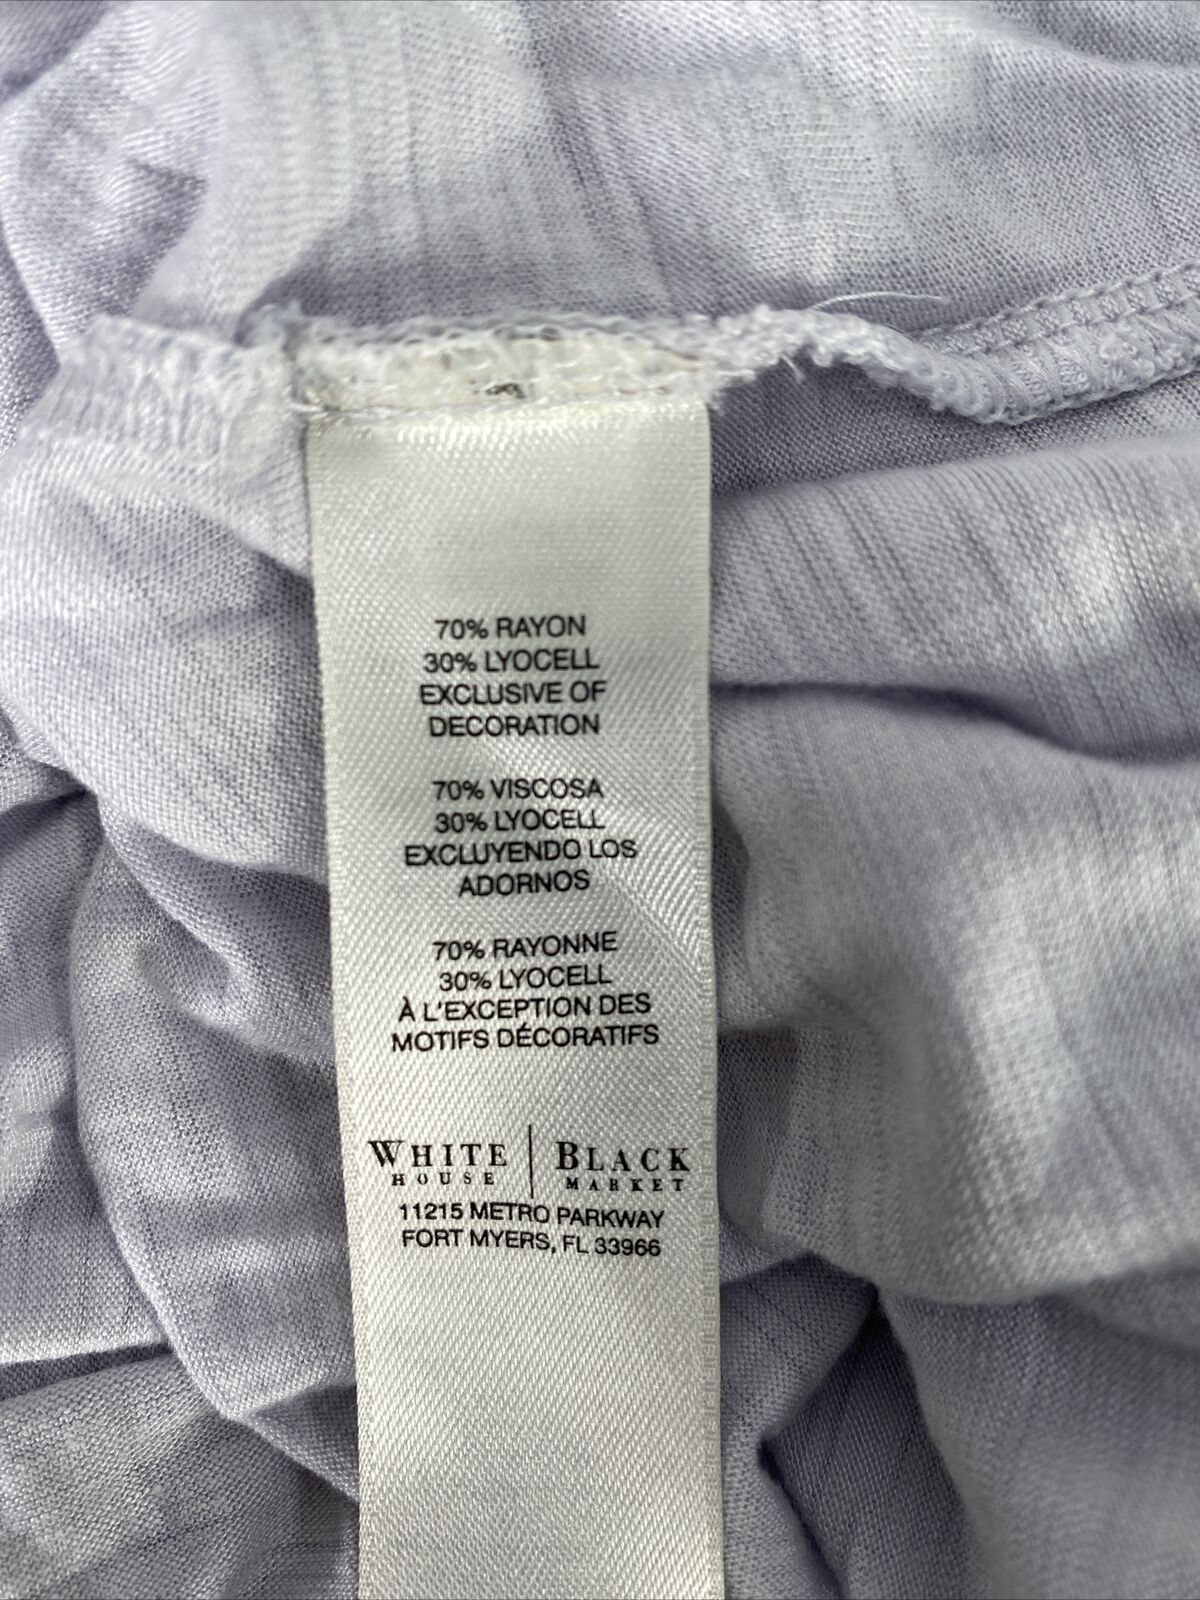 70% RAYON
30% LYOCELL
EXCLUSIVE OF
DECORATION
70% VISCOSA
30% LYOCELL
EXCLUYENDO LOS
ADORNOS
70% RAYONNE
30% LYOCELL
À L'EXCEPTION DES
MOTIFS DÉCORATIFS
WHITE | BLACK
HOUSE MARKET
11215 METRO PARKWAY
FORT MYERS, FL 33966